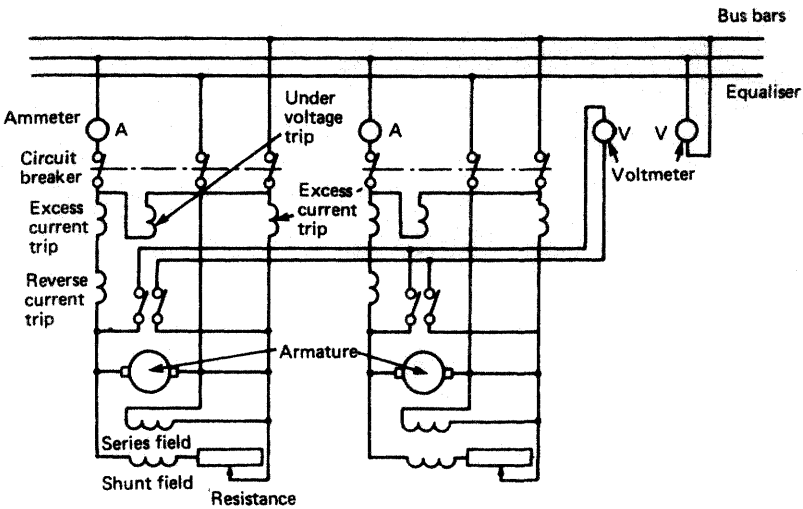 Bus bars
Equaliser
Ammeter
A
Under
voltage
trip
A
V
V
Circuit
breaker
Voltmeter
Excess
current
trip
Excess
current
trip
Reverse
current
trip
Armature
Series field
Shunt field
Resistance